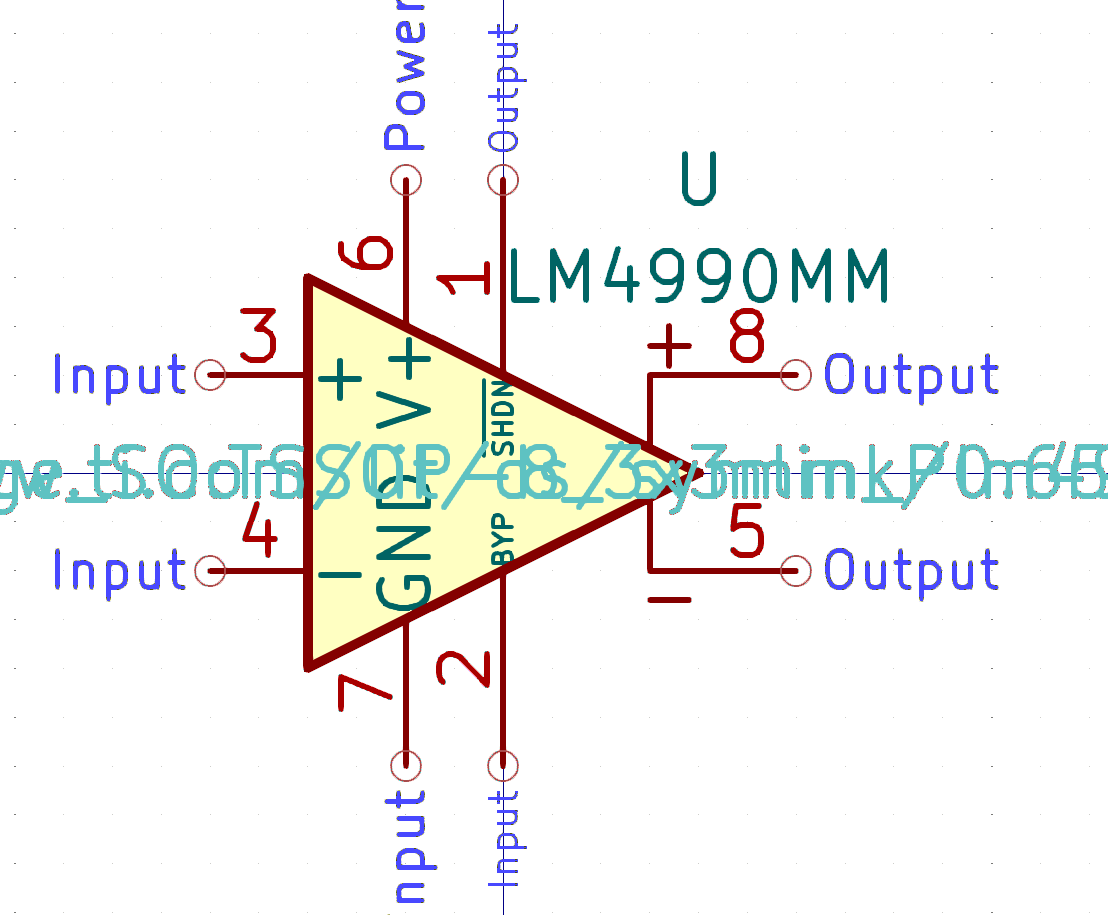 Power
Output
U
6
1
LM4990MM
3
+
8
Input
+
V+
SHDN
Output
4
GND
BYP
5
Input
−
Output
−
7
2
Input
Input